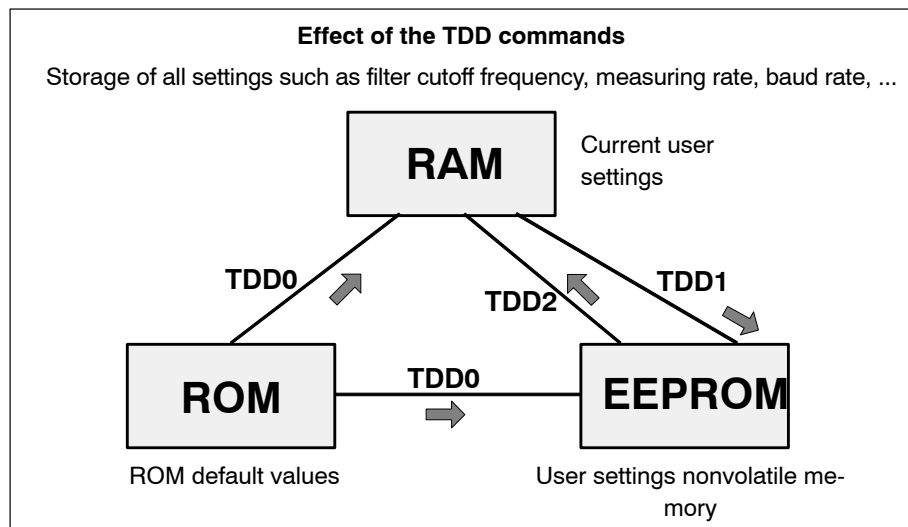 Effect of the TDD commands
Storage of all settings such as filter cutoff frequency, measuring rate, baud rate, ...
RAM
Current user
settings
TDD0
TDD2
TDD1
ROM
TDD0
EEPROM
ROM default values
User settings nonvolatile me-
mory